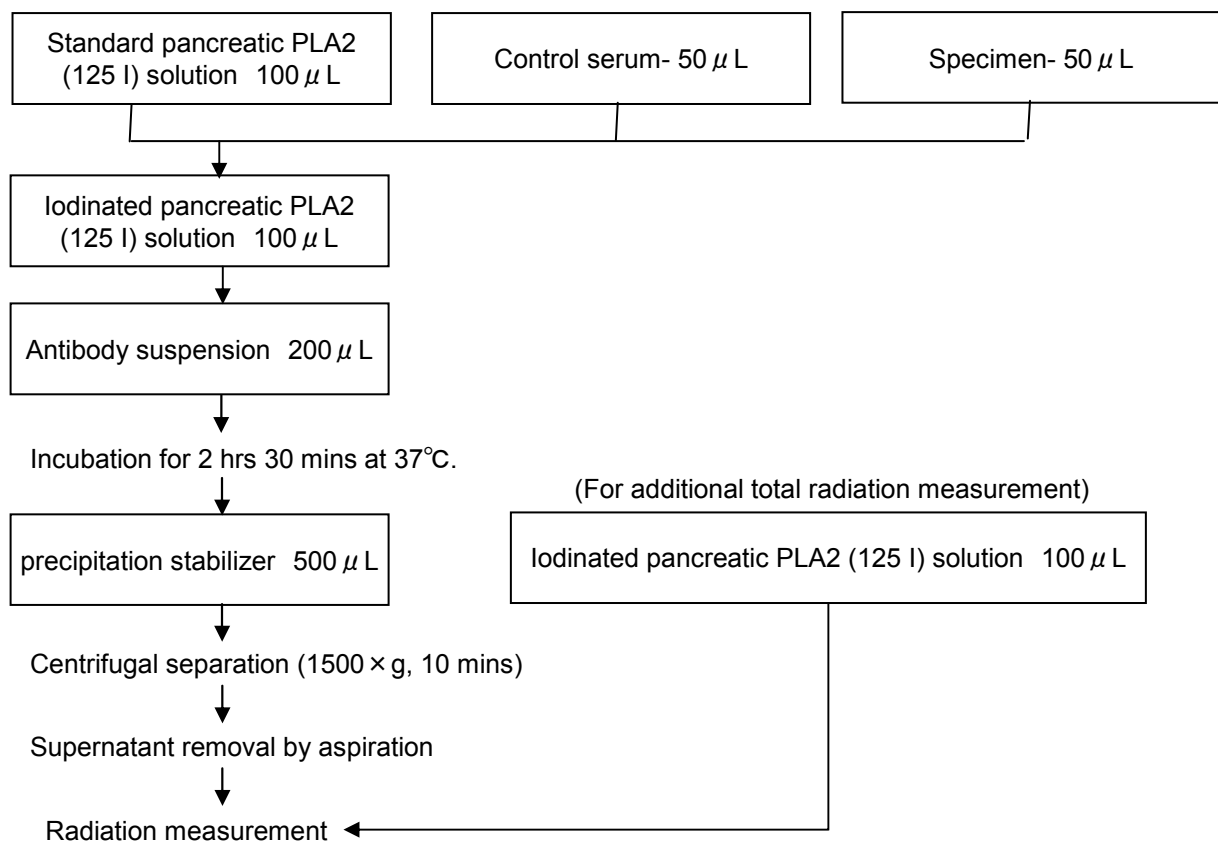 Standard pancreatic PLA2
(125 I) solution 100 μ L
Control serum- 50 μ L
Specimen- 50 μ L
Iodinated pancreatic PLA2
(125 I) solution 100 μ L
Antibody suspension 200 μ L
Incubation for 2 hrs 30 mins at 37℃.
(For additional total radiation measurement)
precipitation stabilizer 500 μ L
Iodinated pancreatic PLA2 (125 I) solution 100 μ L
Centrifugal separation (1500 × g, 10 mins)
Supernatant removal by aspiration
Radiation measurement